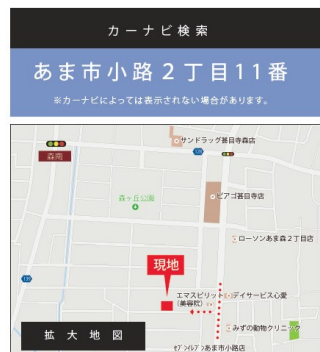 カーナビ検索
あま市小路２丁目11番
※カーナビによっては表示されない場合があります。
サンドラッグ甚目寺森店
森南
森ヶ丘公園
ピアゴ甚目寺店
ローソンあま森２丁目店
現地
エマスピリット
(美容院)
デイサービス心愛
みずの動物クリニック
拡大地図
セブンイレブンあま市小路店